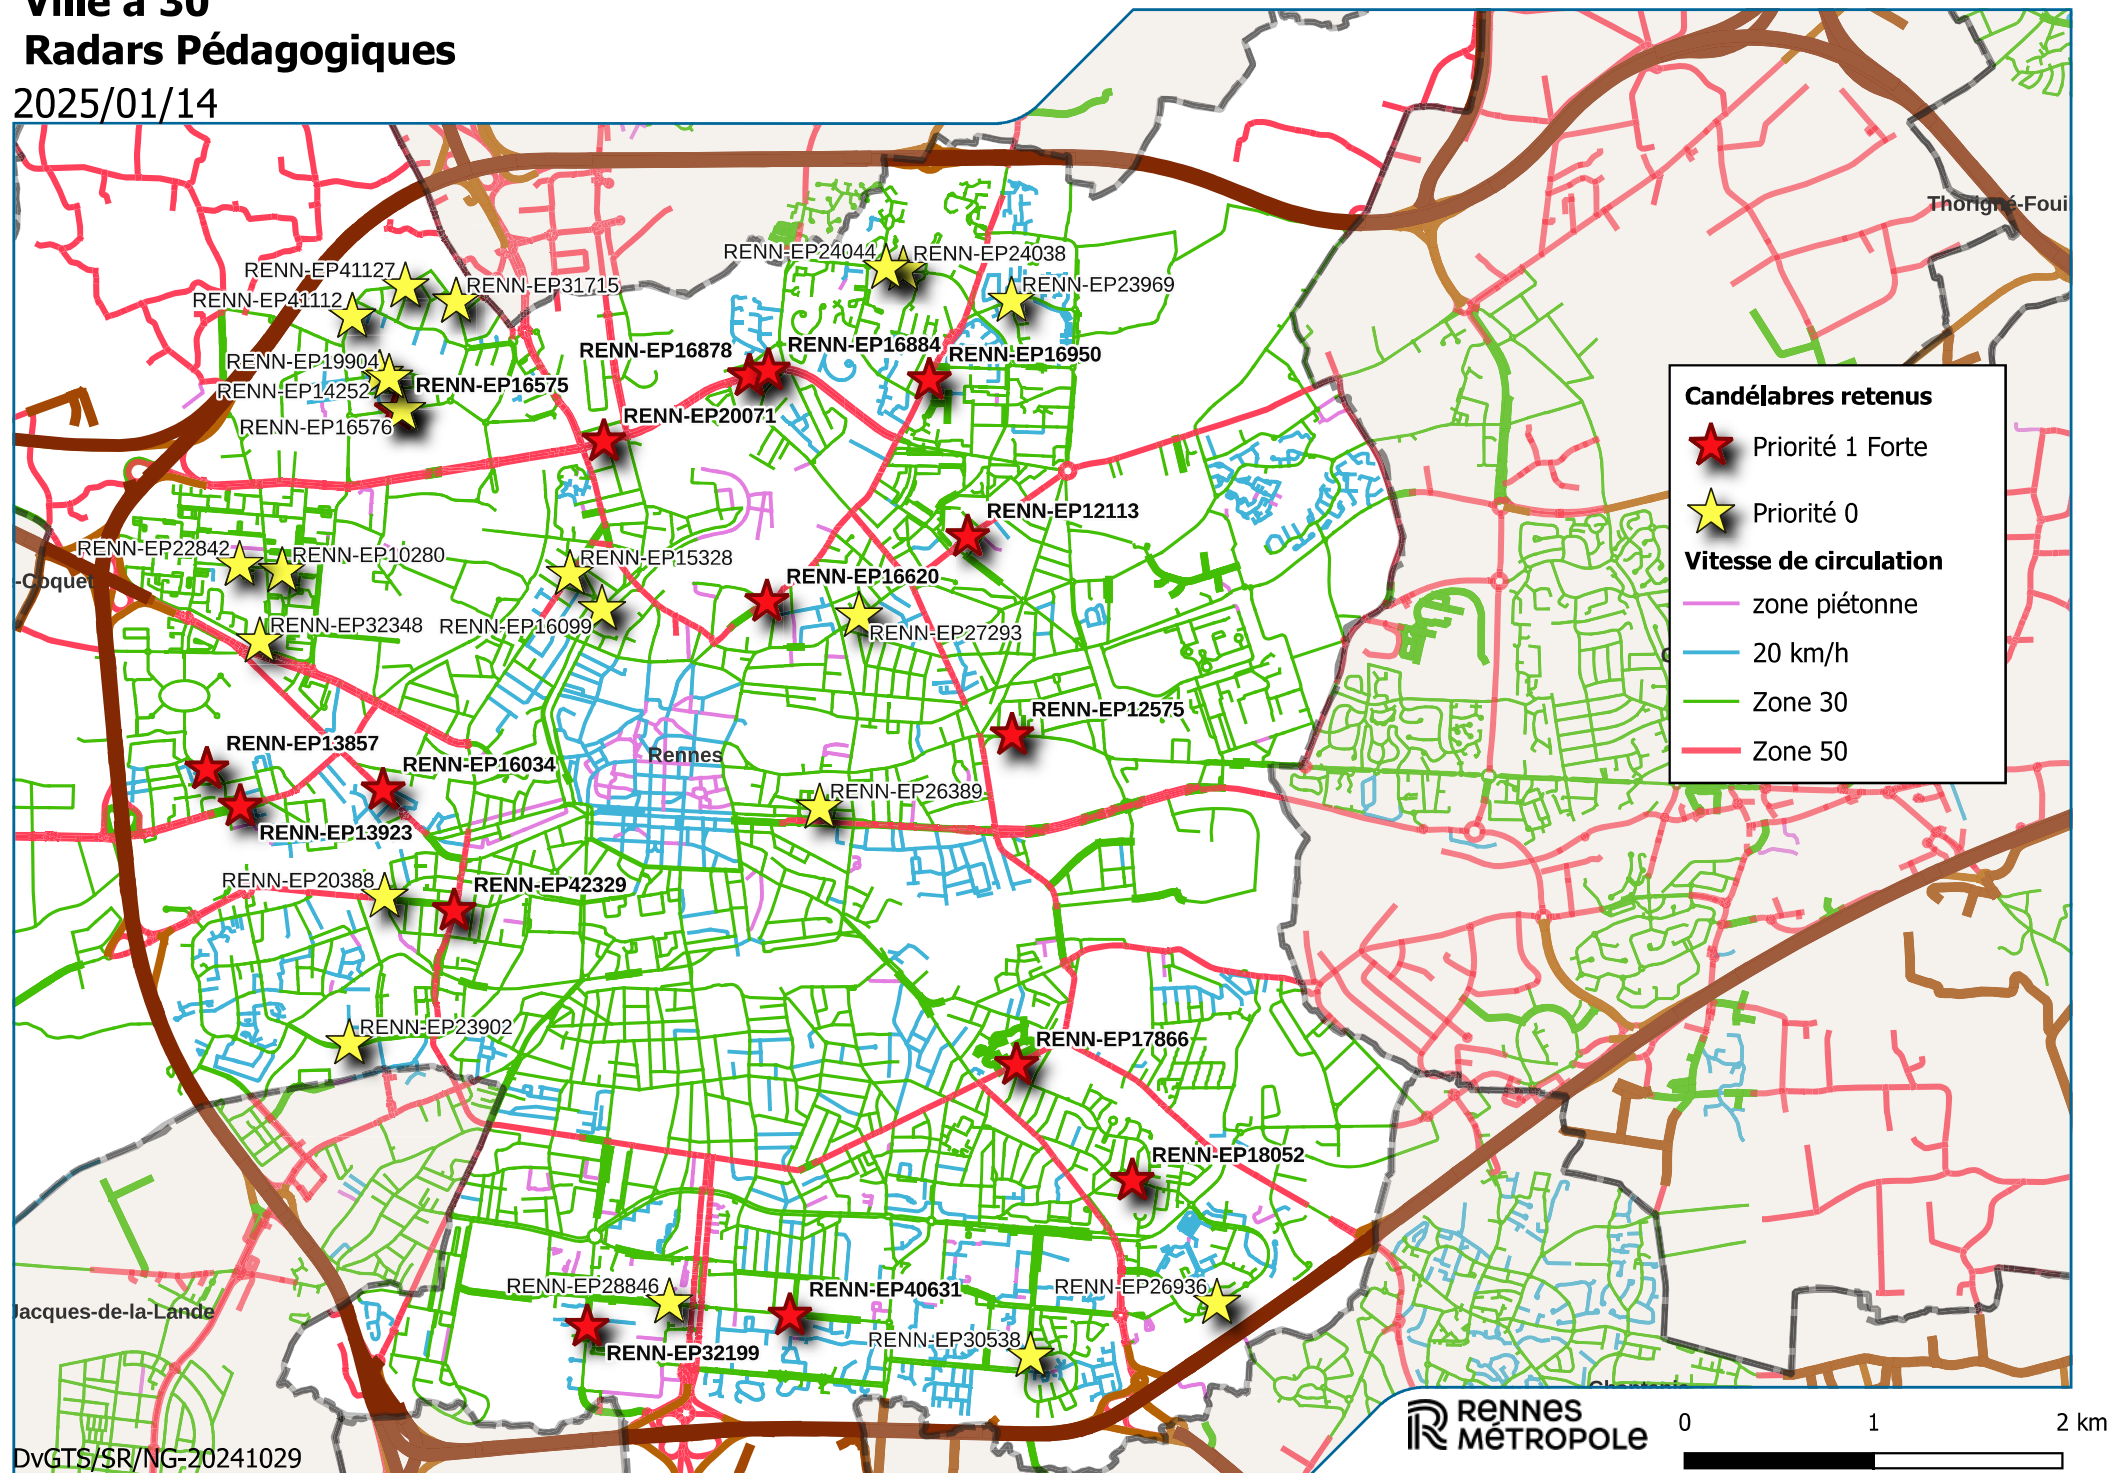 Ville à 30
Radars Pédagogiques
2025/01/14
Thorigné-Foui
RENN-EP24044
RENN-EP24038
RENN-EP41127
RENN-EP31715
RENN-EP23969
RENN-EP41112
RENN-EP16878
RENN-EP16884
RENN-EP16950
RENN-EP19904
RENN-EP14252
RENN-EP16575
RENN-EP20071
RENN-EP16576
Candélabres retenus
Priorité 1 Forte
Priorité 0
Vitesse de circulation
zone piétonne
20 km/h
Zone 30
Zone 50
RENN-EP12113
RENN-EP22842
RENN-EP10280
RENN-EP15328
-Coquet
RENN-EP16620
RENN-EP32348
RENN-EP16099
RENN-EP27293
RENN-EP12575
RENN-EP13857
Rennes
RENN-EP16034
RENN-EP26389
RENN-EP13923
RENN-EP20388
RENN-EP42329
RENN-EP23902
RENN-EP17866
RENN-EP18052
RENN-EP28846
RENN-EP40631
RENN-EP26936
Jacques-de-la-Lande
RENN-EP30538
RENN-EP32199
RENNES
MÉTROPOLE
0 1 2 km
DvGTS/SR/NG-20241029